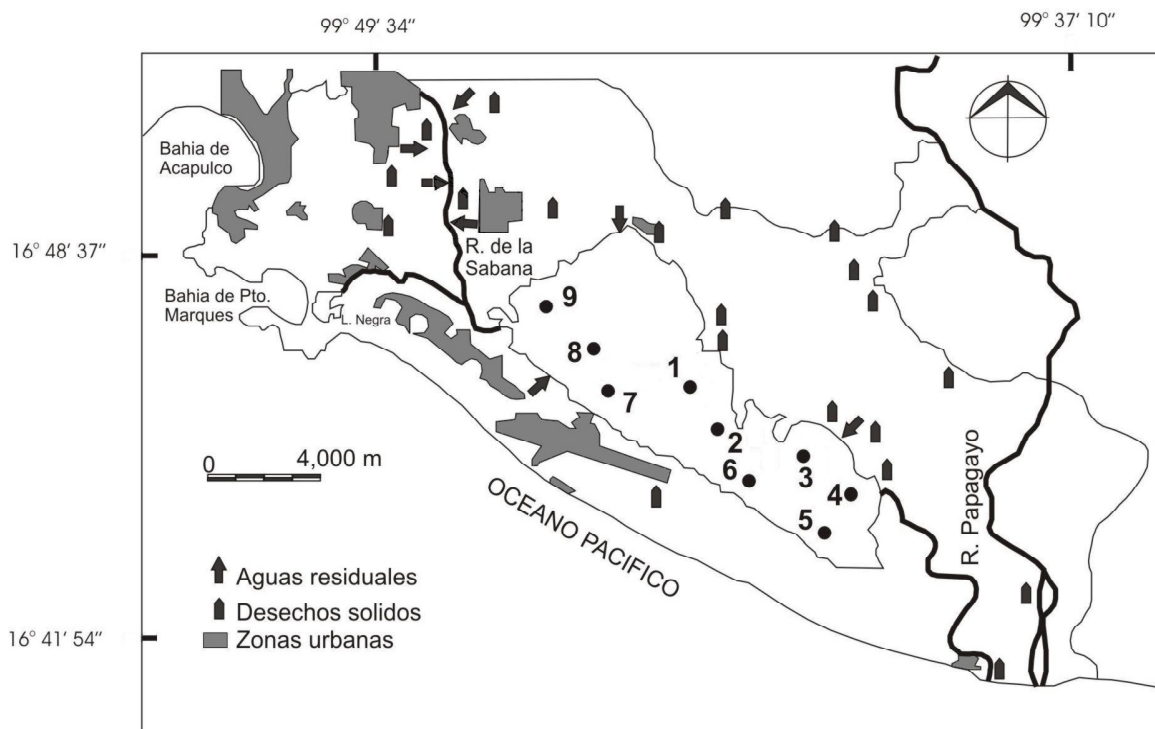 99° 49' 34"
99° 37' 10"
Bahia de
Acapulco
16° 48' 37"
R. de la
Sabana
Bahia de Pto.
Marques
L. Negra
9
8
1
7
2
6
3
4
5
0 4,000 m
OCEANO PACIFICO
R. Papagayo
Aguas residuales
Desechos solidos
Zonas urbanas
16° 41' 54"